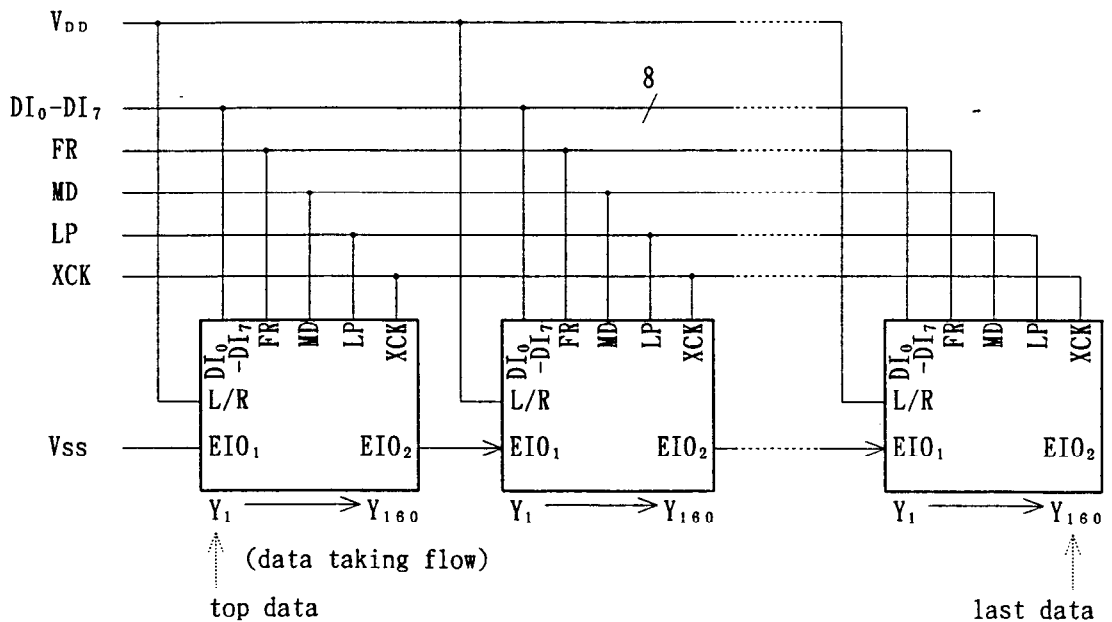 V_DD
8
DI₀-DI₇
FR
MD
LP
XCK
DI₀ -DI₇ FR MD LP XCK
DI₀ -DI₇ FR MD LP XCK
DI₀ -DI₇ FR MD LP XCK
L/R
L/R
L/R
Vss
EIO₁ EIO₂
EIO₁ EIO₂
EIO₁ EIO₂
Y₁ Y₁₆₀
Y₁ Y₁₆₀
Y₁ Y₁₆₀
(data taking flow)
top data
last data